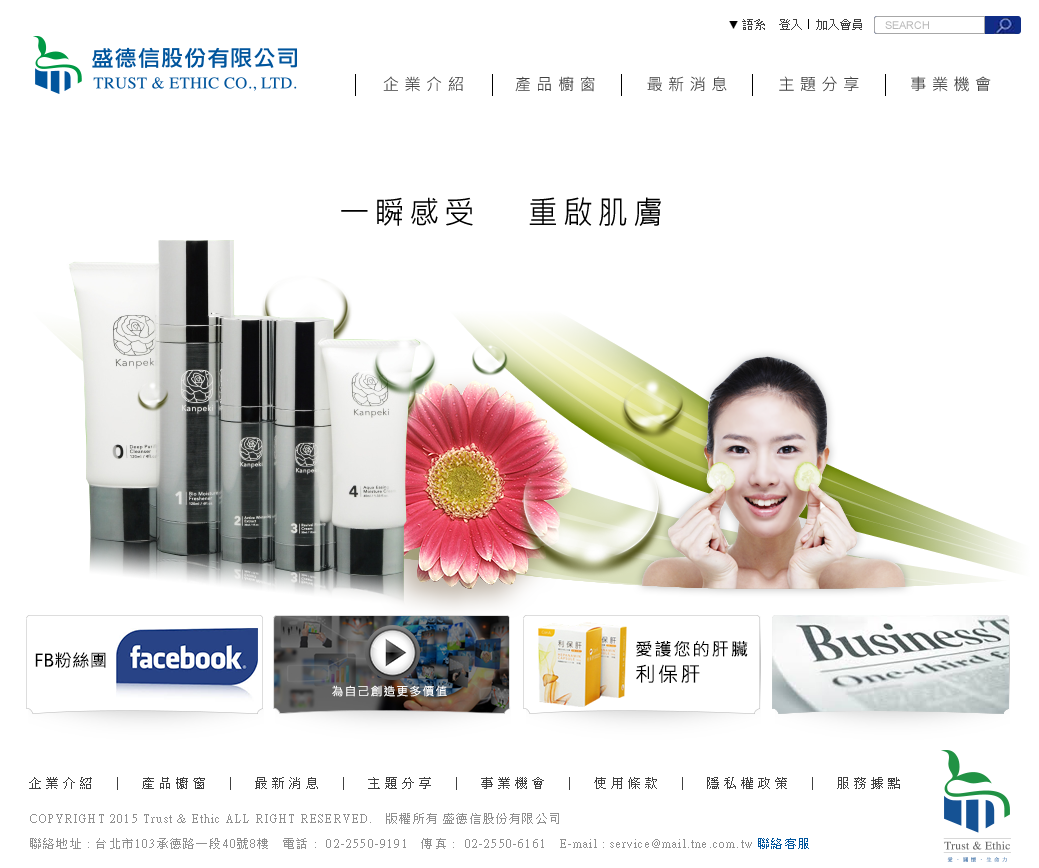 ▼ 語系 登入 | 加入會員 SEARCH
盛德信股份有限公司
TRUST & ETHIC CO., LTD.
企業介紹 產品櫥窗 最新消息 主題分享 事業機會
一瞬感受 重啟肌膚
Kanpeki
Kanpeki
Kanpeki
Kanpeki
Kanpeki
0
1
2
3
4
FB粉絲團 facebook
為自己創造更多價值
利保肝
利保肝
愛護您的肝臟
利保肝
BusinessT
One-third
企業介紹 | 產品櫥窗 | 最新消息 | 主題分享 | 事業機會 | 使用條款 | 隱私權政策 | 服務據點
COPYRIGHT 2015 Trust & Ethic ALL RIGHT RESERVED. 版權所有 盛德信股份有限公司
聯絡地址 : 台北市103承德路一段40號8樓 電話 : 02-2550-9191 傳真 : 02-2550-6161 E-mail : service@mail.tne.com.tw 聯絡客服
Trust & Ethic
愛·關懷·生命力